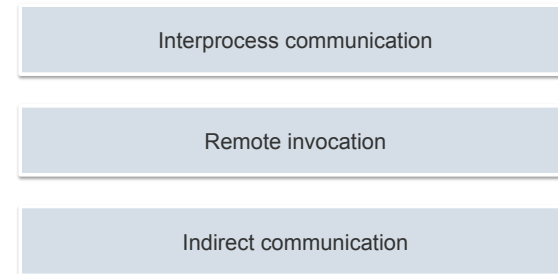 Interprocess communication
Remote invocation
Indirect communication